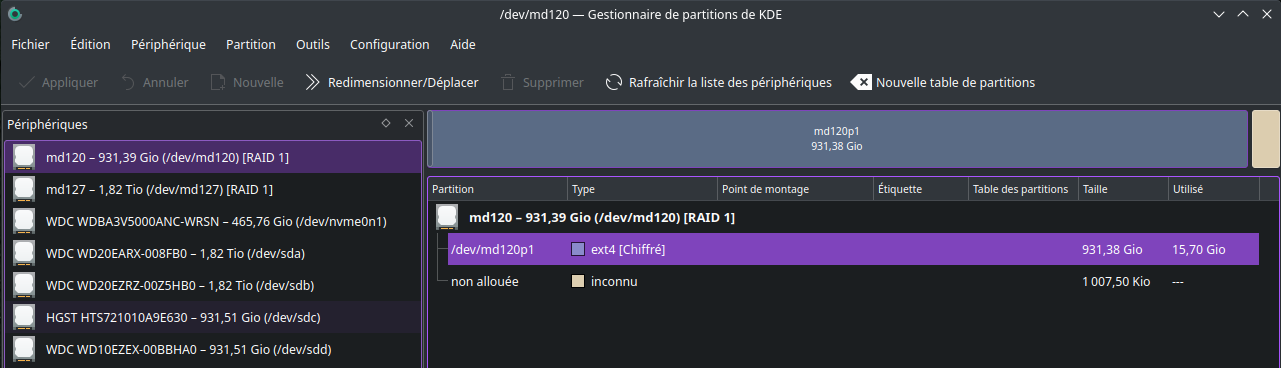 /dev/md120 — Gestionnaire de partitions de KDE
Fichier Édition Périphérique Partition Outils Configuration Aide
Appliquer Annuler Nouvelle Redimensionner/Déplacer Supprimer Rafraîchir la liste des périphériques Nouvelle table de partitions
Périphériques
md120 – 931,39 Gio (/dev/md120) [RAID 1]
md127 – 1,82 Tio (/dev/md127) [RAID 1]
WDC WDBA3V5000ANC-WRSN – 465,76 Gio (/dev/nvme0n1)
WDC WD20EARX-008FB0 – 1,82 Tio (/dev/sda)
WDC WD20EZRZ-00Z5HB0 – 1,82 Tio (/dev/sdb)
HGST HTS721010A9E630 – 931,51 Gio (/dev/sdc)
WDC WD10EZEX-00BBHA0 – 931,51 Gio (/dev/sdd)
md120p1
931,38 Gio
Partition Type Point de montage Étiquette Table des partitions Taille Utilisé
md120 – 931,39 Gio (/dev/md120) [RAID 1]
/dev/md120p1 ext4 [Chiffré] 931,38 Gio 15,70 Gio
non allouée inconnu 1 007,50 Kio ---